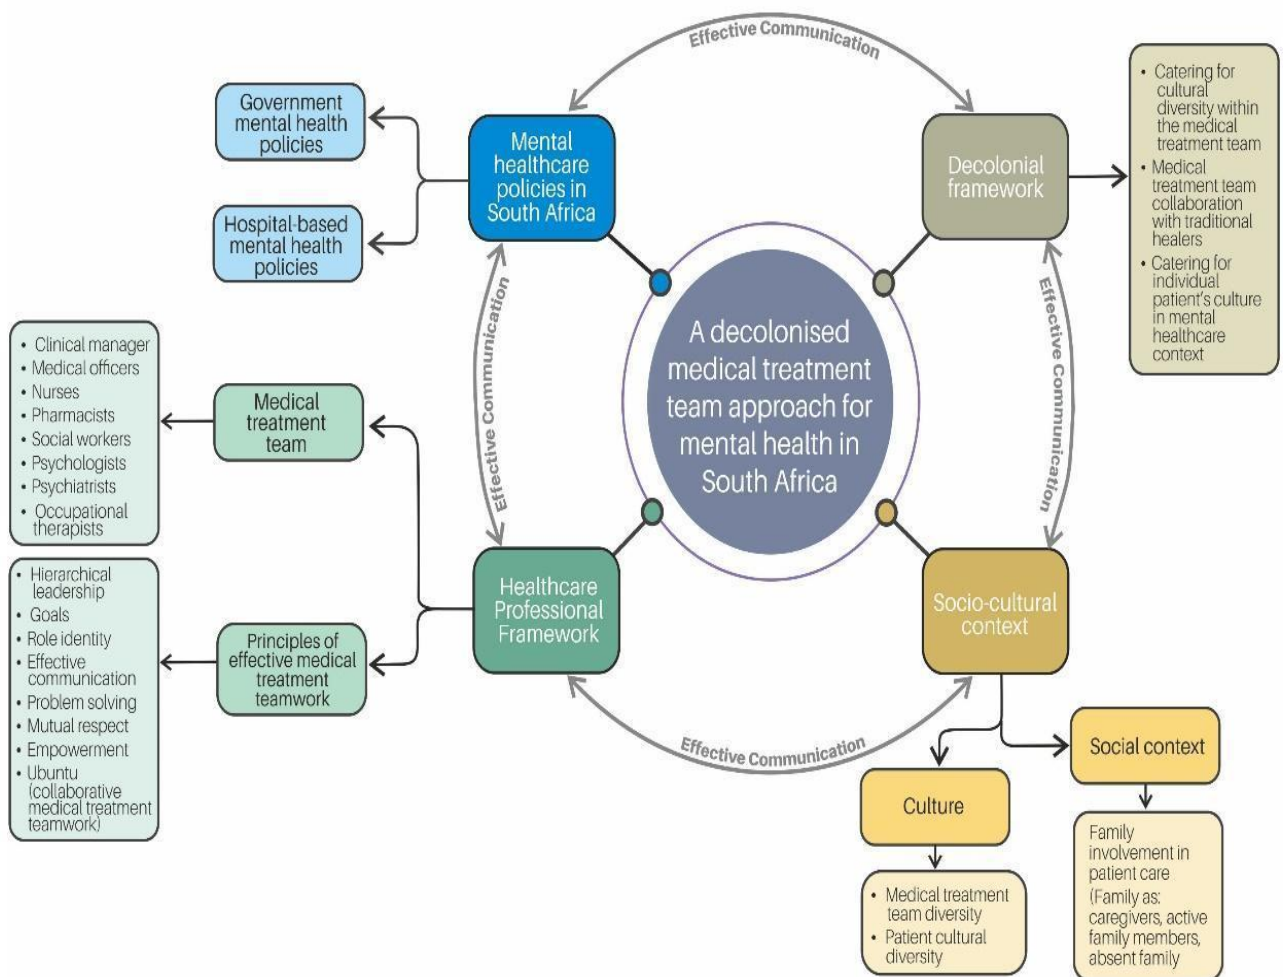 Effective Communication
Government
mental health
policies
Hospital-based
mental health
policies
Mental
healthcare
policies in
South Africa
Decolonial
framework
• Catering for
cultural
diversity within
the medical
treatment team
• Medical
treatment team
collaboration
with traditional
healers
• Catering for
individual
patient's culture
in mental
healthcare
context
Effective Communication
Effective Communication
A decolonised
medical treatment
team approach for
mental health in
South Africa
• Clinical manager
• Medical officers
• Nurses
• Pharmacists
• Social workers
• Psychologists
• Psychiatrists
• Occupational
therapists
Medical
treatment
team
• Hierarchical
leadership
• Goals
• Role identity
• Effective
communication
• Problem solving
• Mutual respect
• Empowerment
• Ubuntu
(collaborative
medical treatment
teamwork)
Principles of
effective medical
treatment
teamwork
Healthcare
Professional
Framework
Socio-cultural
context
Effective Communication
Culture
• Medical treatment
team diversity
• Patient cultural
diversity
Social context
Family
involvement in
patient care
(Family as:
caregivers, active
family members,
absent family